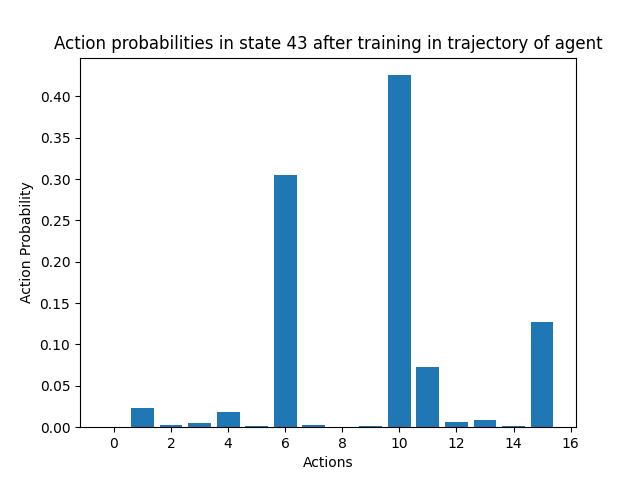 Action probabilities in state 43 after training in trajectory of agent
Action Probability
0.40
0.35
0.30
0.25
0.20
0.15
0.10
0.05
0.00
0 2 4 6 8 10 12 14 16
Actions